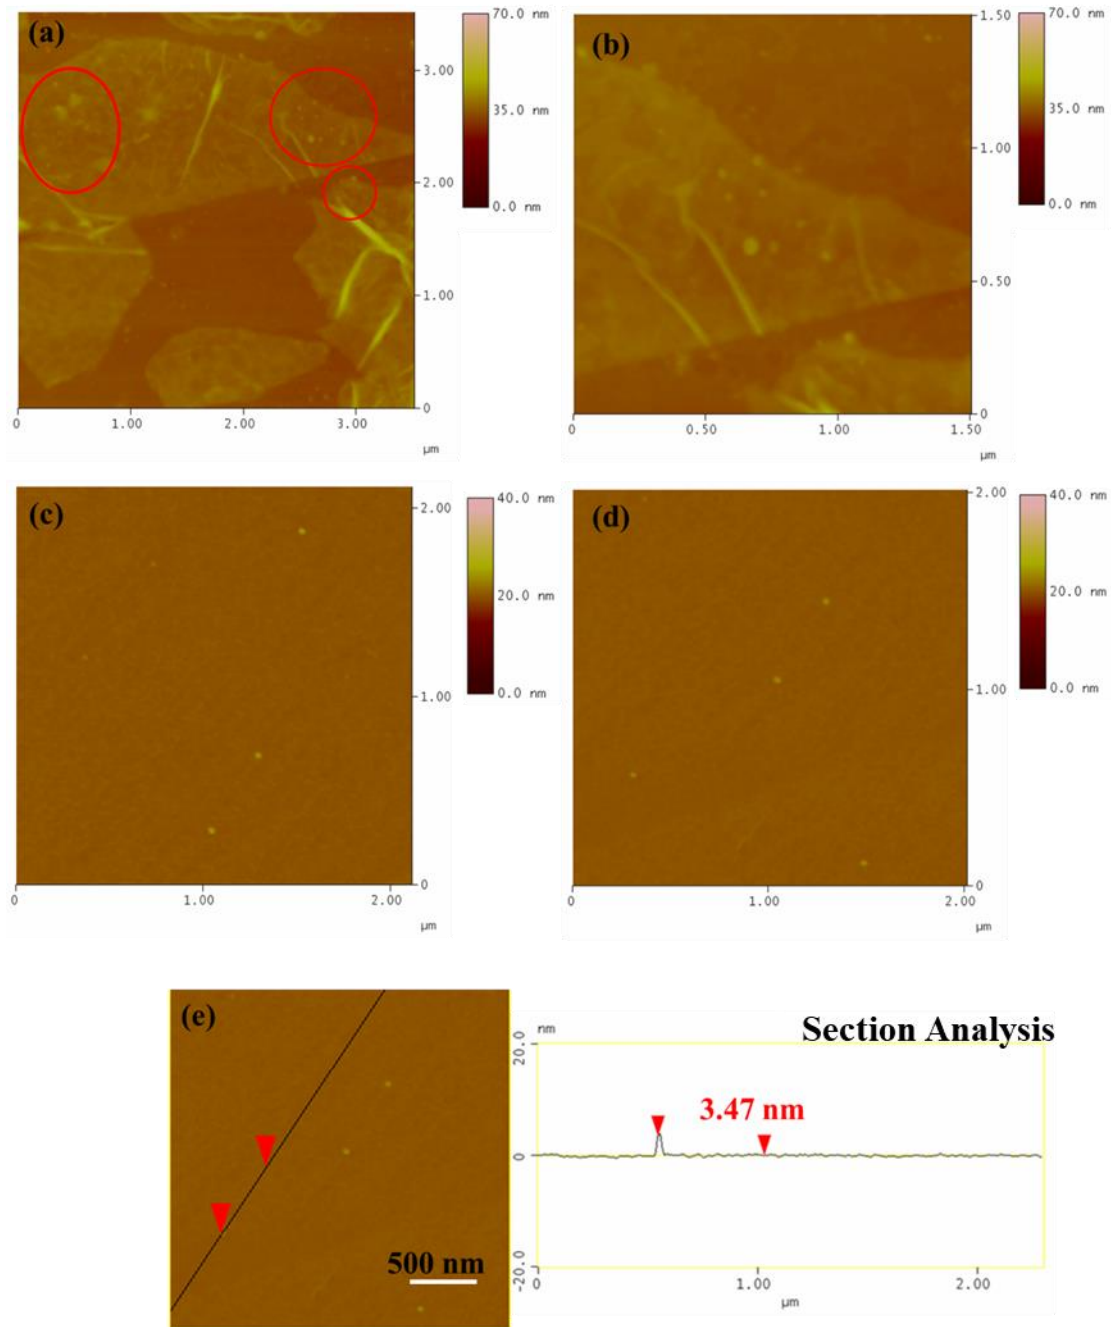 (a)
70.0 nm
35.0 nm
0.0 nm
3.00
2.00
1.00
0
0 1.00 2.00 3.00
µm
(b)
70.0 nm
35.0 nm
0.0 nm
1.50
1.00
0.50
0
0 0.50 1.00 1.50
µm
(c)
40.0 nm
20.0 nm
0.0 nm
2.00
1.00
0
0 1.00 2.00
µm
(d)
40.0 nm
20.0 nm
0.0 nm
2.00
1.00
0
0 1.00 2.00
µm
(e)
500 nm
Section Analysis
nm
20.0
0
-20.0
3.47 nm
0 1.00 2.00
µm